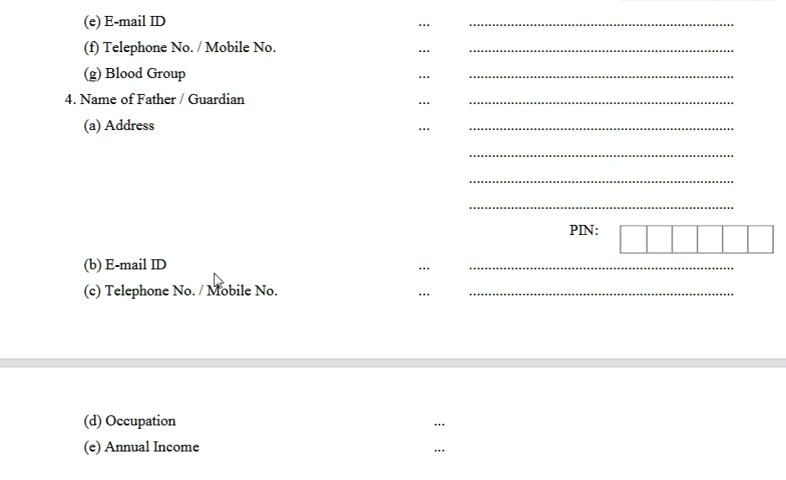 (e) E-mail ID ... ......................................................................
(f) Telephone No. / Mobile No. ... ......................................................................
(g) Blood Group ... ......................................................................
4. Name of Father / Guardian ... ......................................................................
(a) Address ... ......................................................................
......................................................................
......................................................................
......................................................................
PIN:
(b) E-mail ID ... ......................................................................
(c) Telephone No. / Mobile No. ... ......................................................................
(d) Occupation ...
(e) Annual Income ...